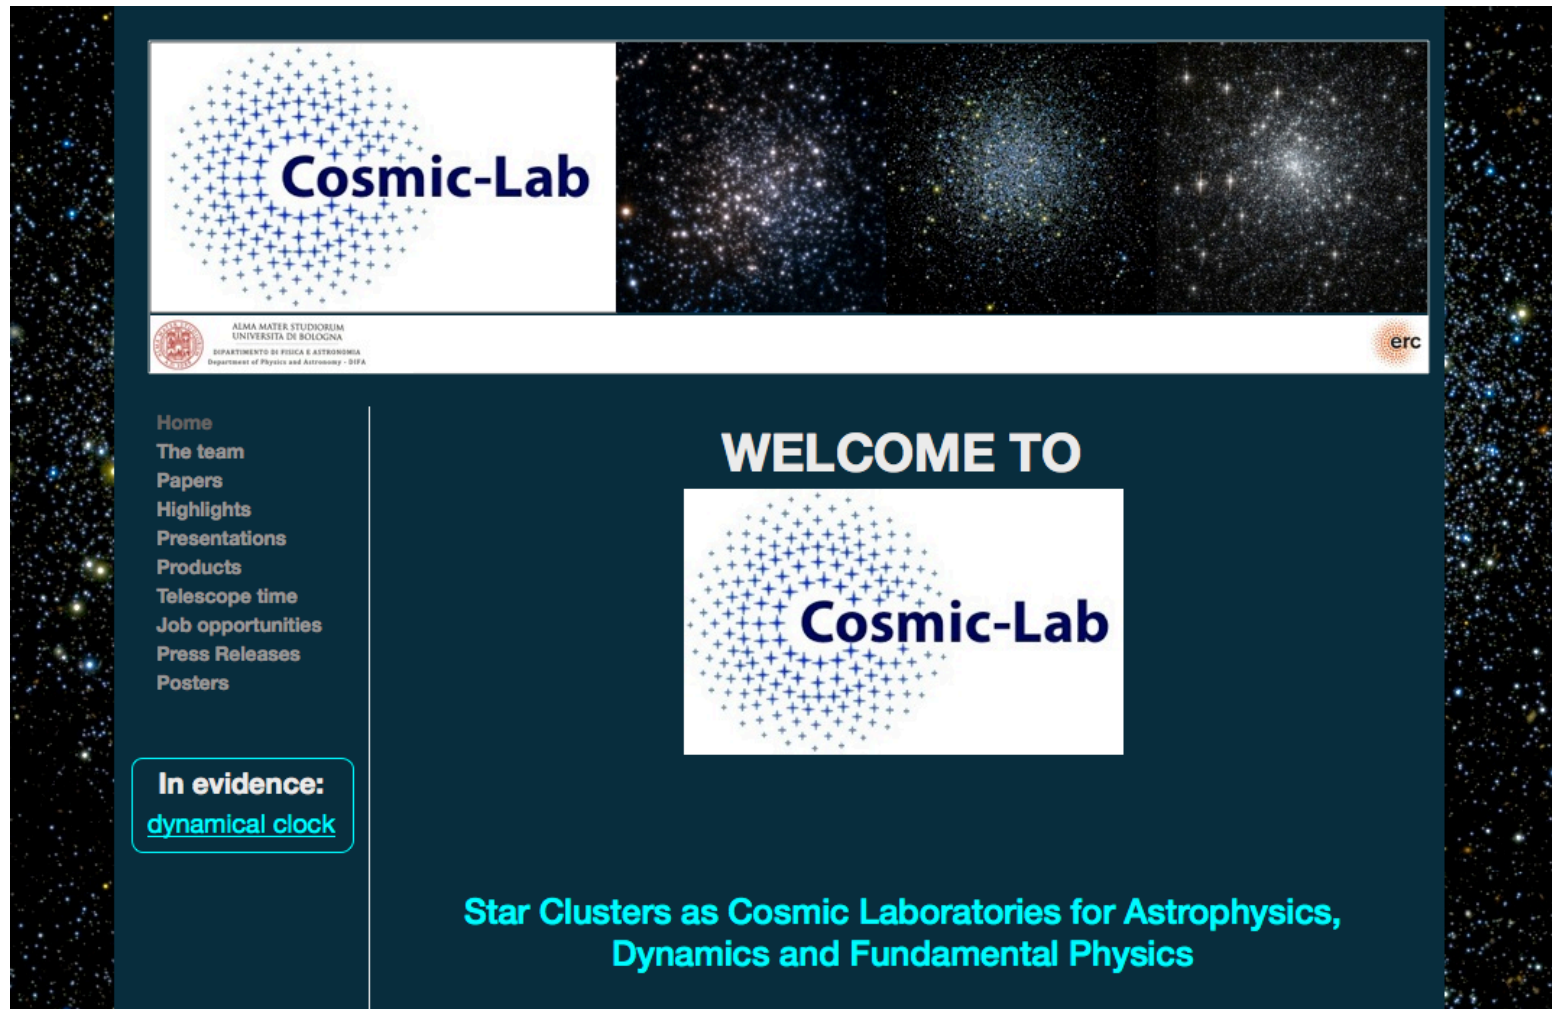 Cosmic-Lab
ALMA MATER STUDIORUM
UNIVERSITA DI BOLOGNA
DIPARTIMENTO DI FISICA E ASTRONOMIA
Department of Physics and Astronomy - DIFA
erc
Home
The team
Papers
Highlights
Presentations
Products
Telescope time
Job opportunities
Press Releases
Posters
In evidence:
dynamical clock
WELCOME TO
Cosmic-Lab
Star Clusters as Cosmic Laboratories for Astrophysics,
Dynamics and Fundamental Physics